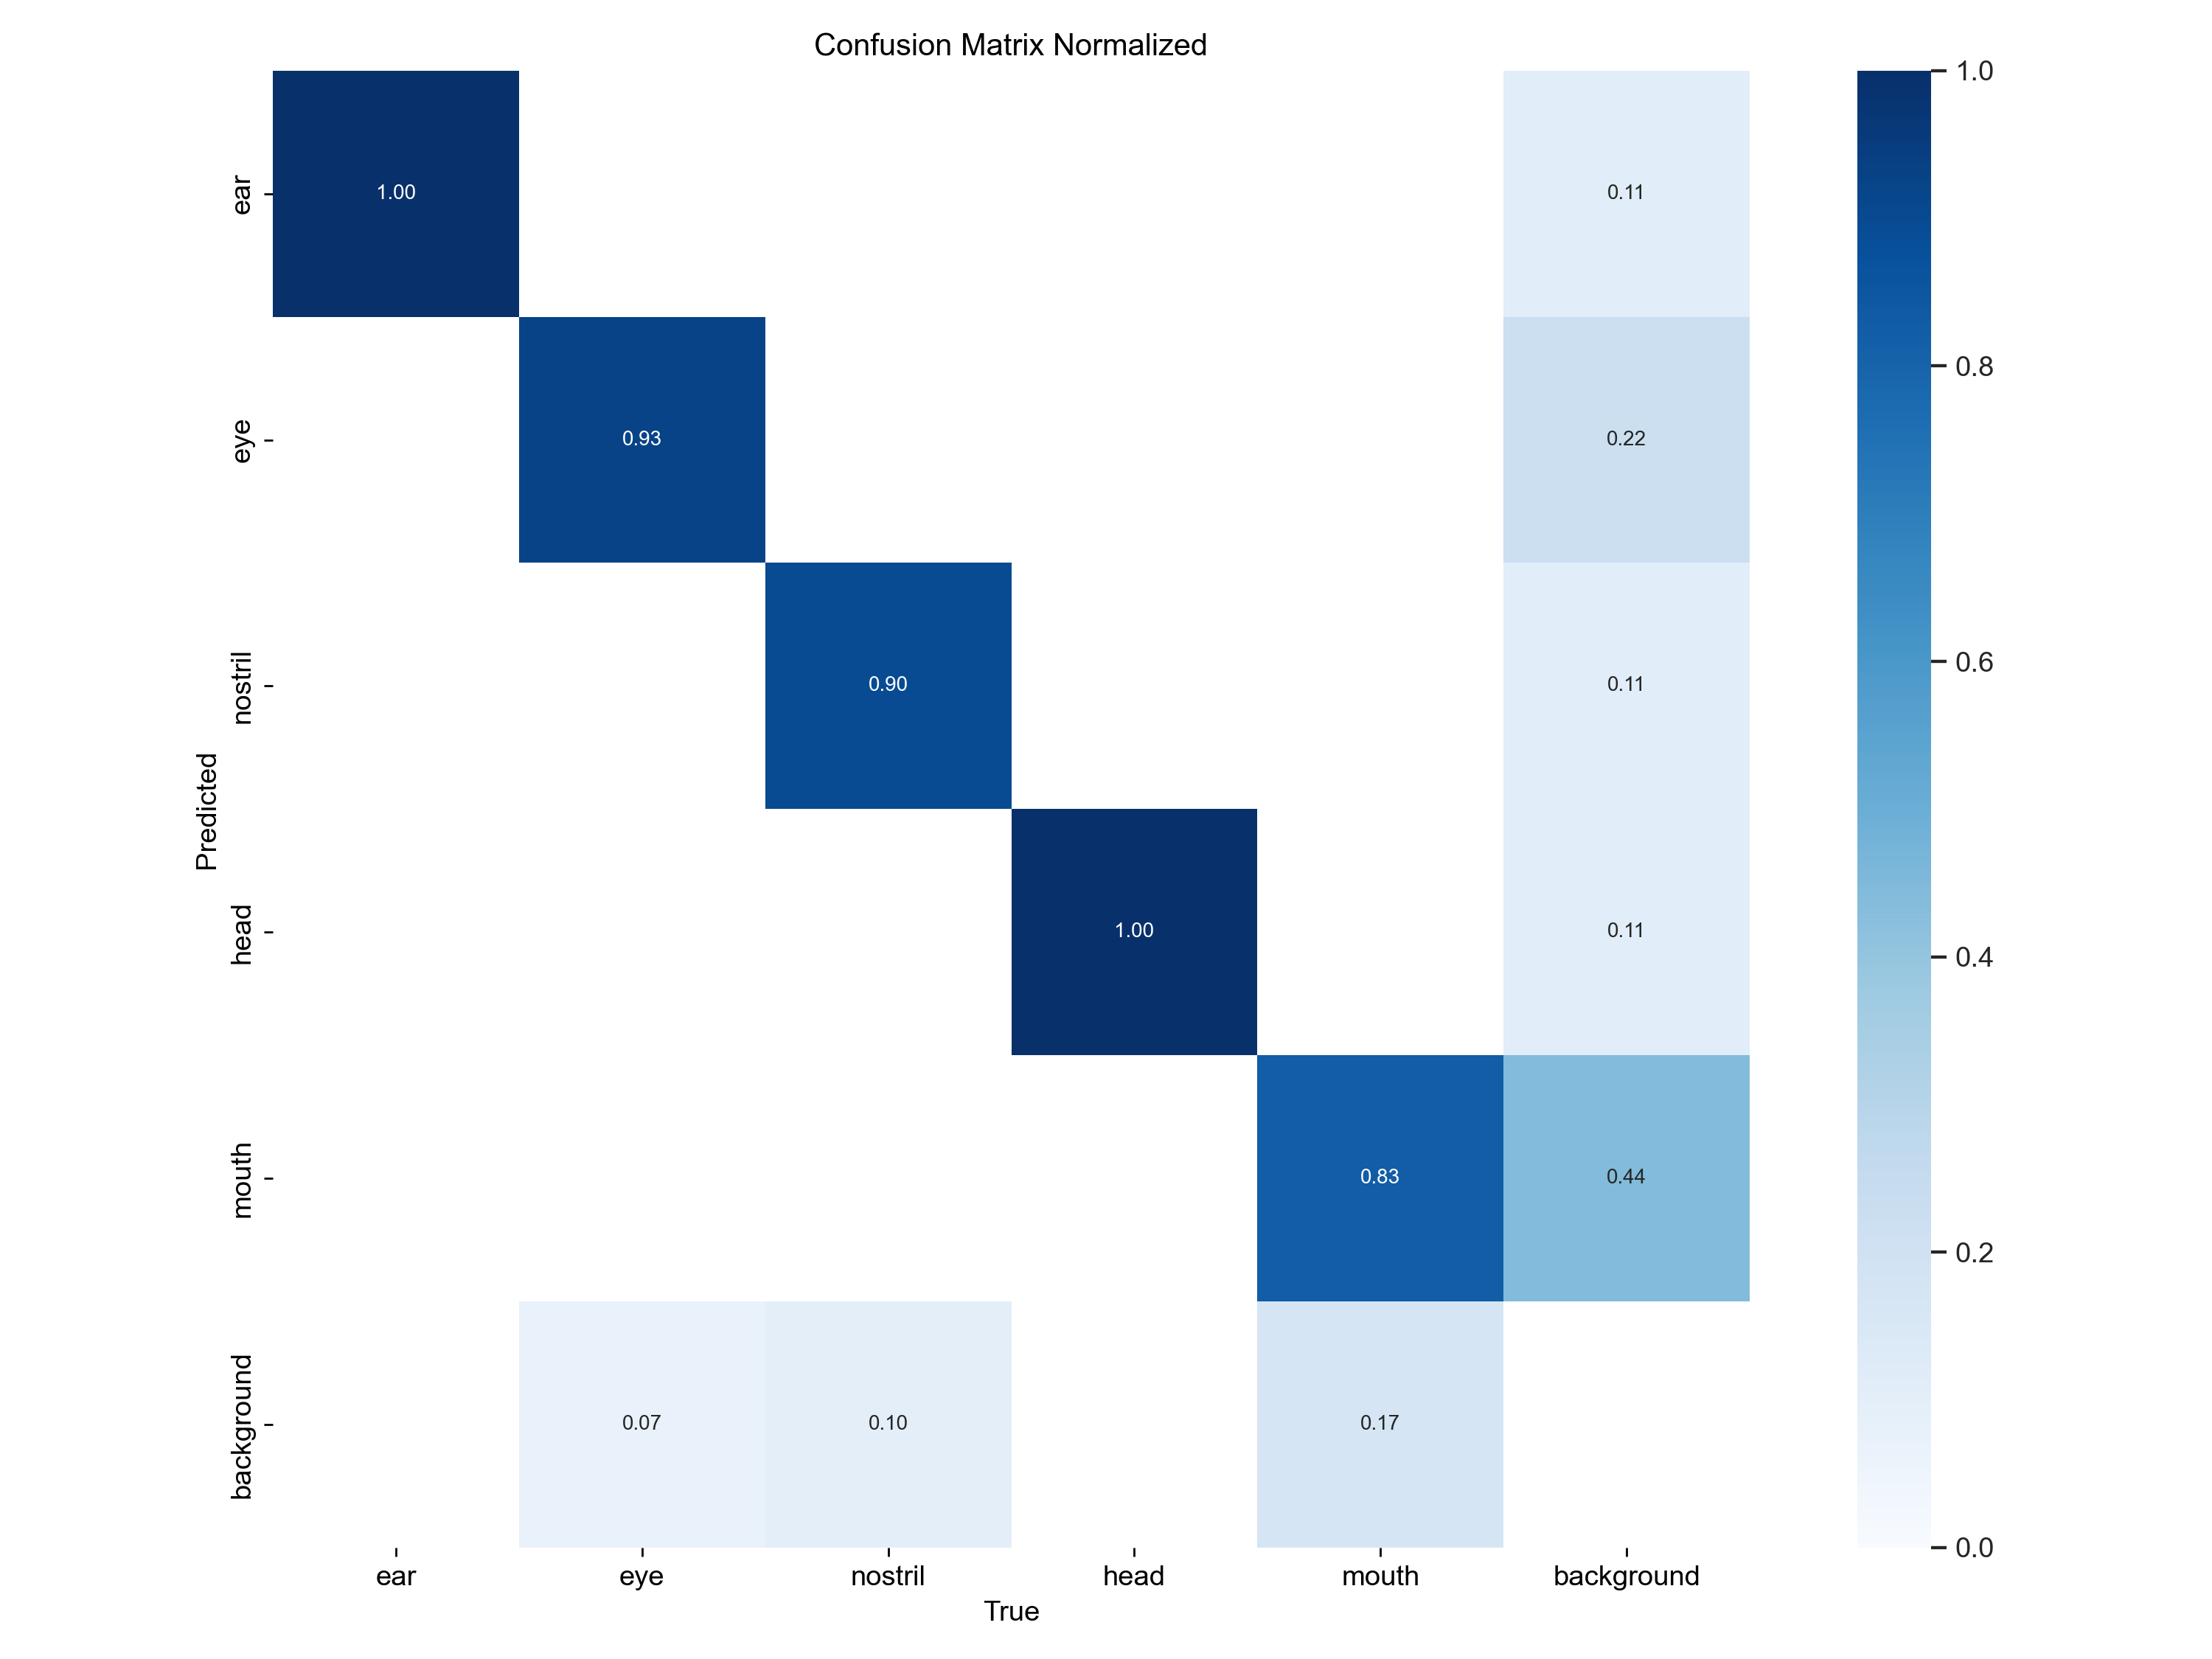 Confusion Matrix Normalized
ear
1.00
0.11
eye
0.93
0.22
nostril
0.90
0.11
head
1.00
0.11
mouth
0.83
0.44
background
0.07
0.10
0.17
Predicted
ear
eye
nostril
head
mouth
background
True
1.0
0.8
0.6
0.4
0.2
0.0